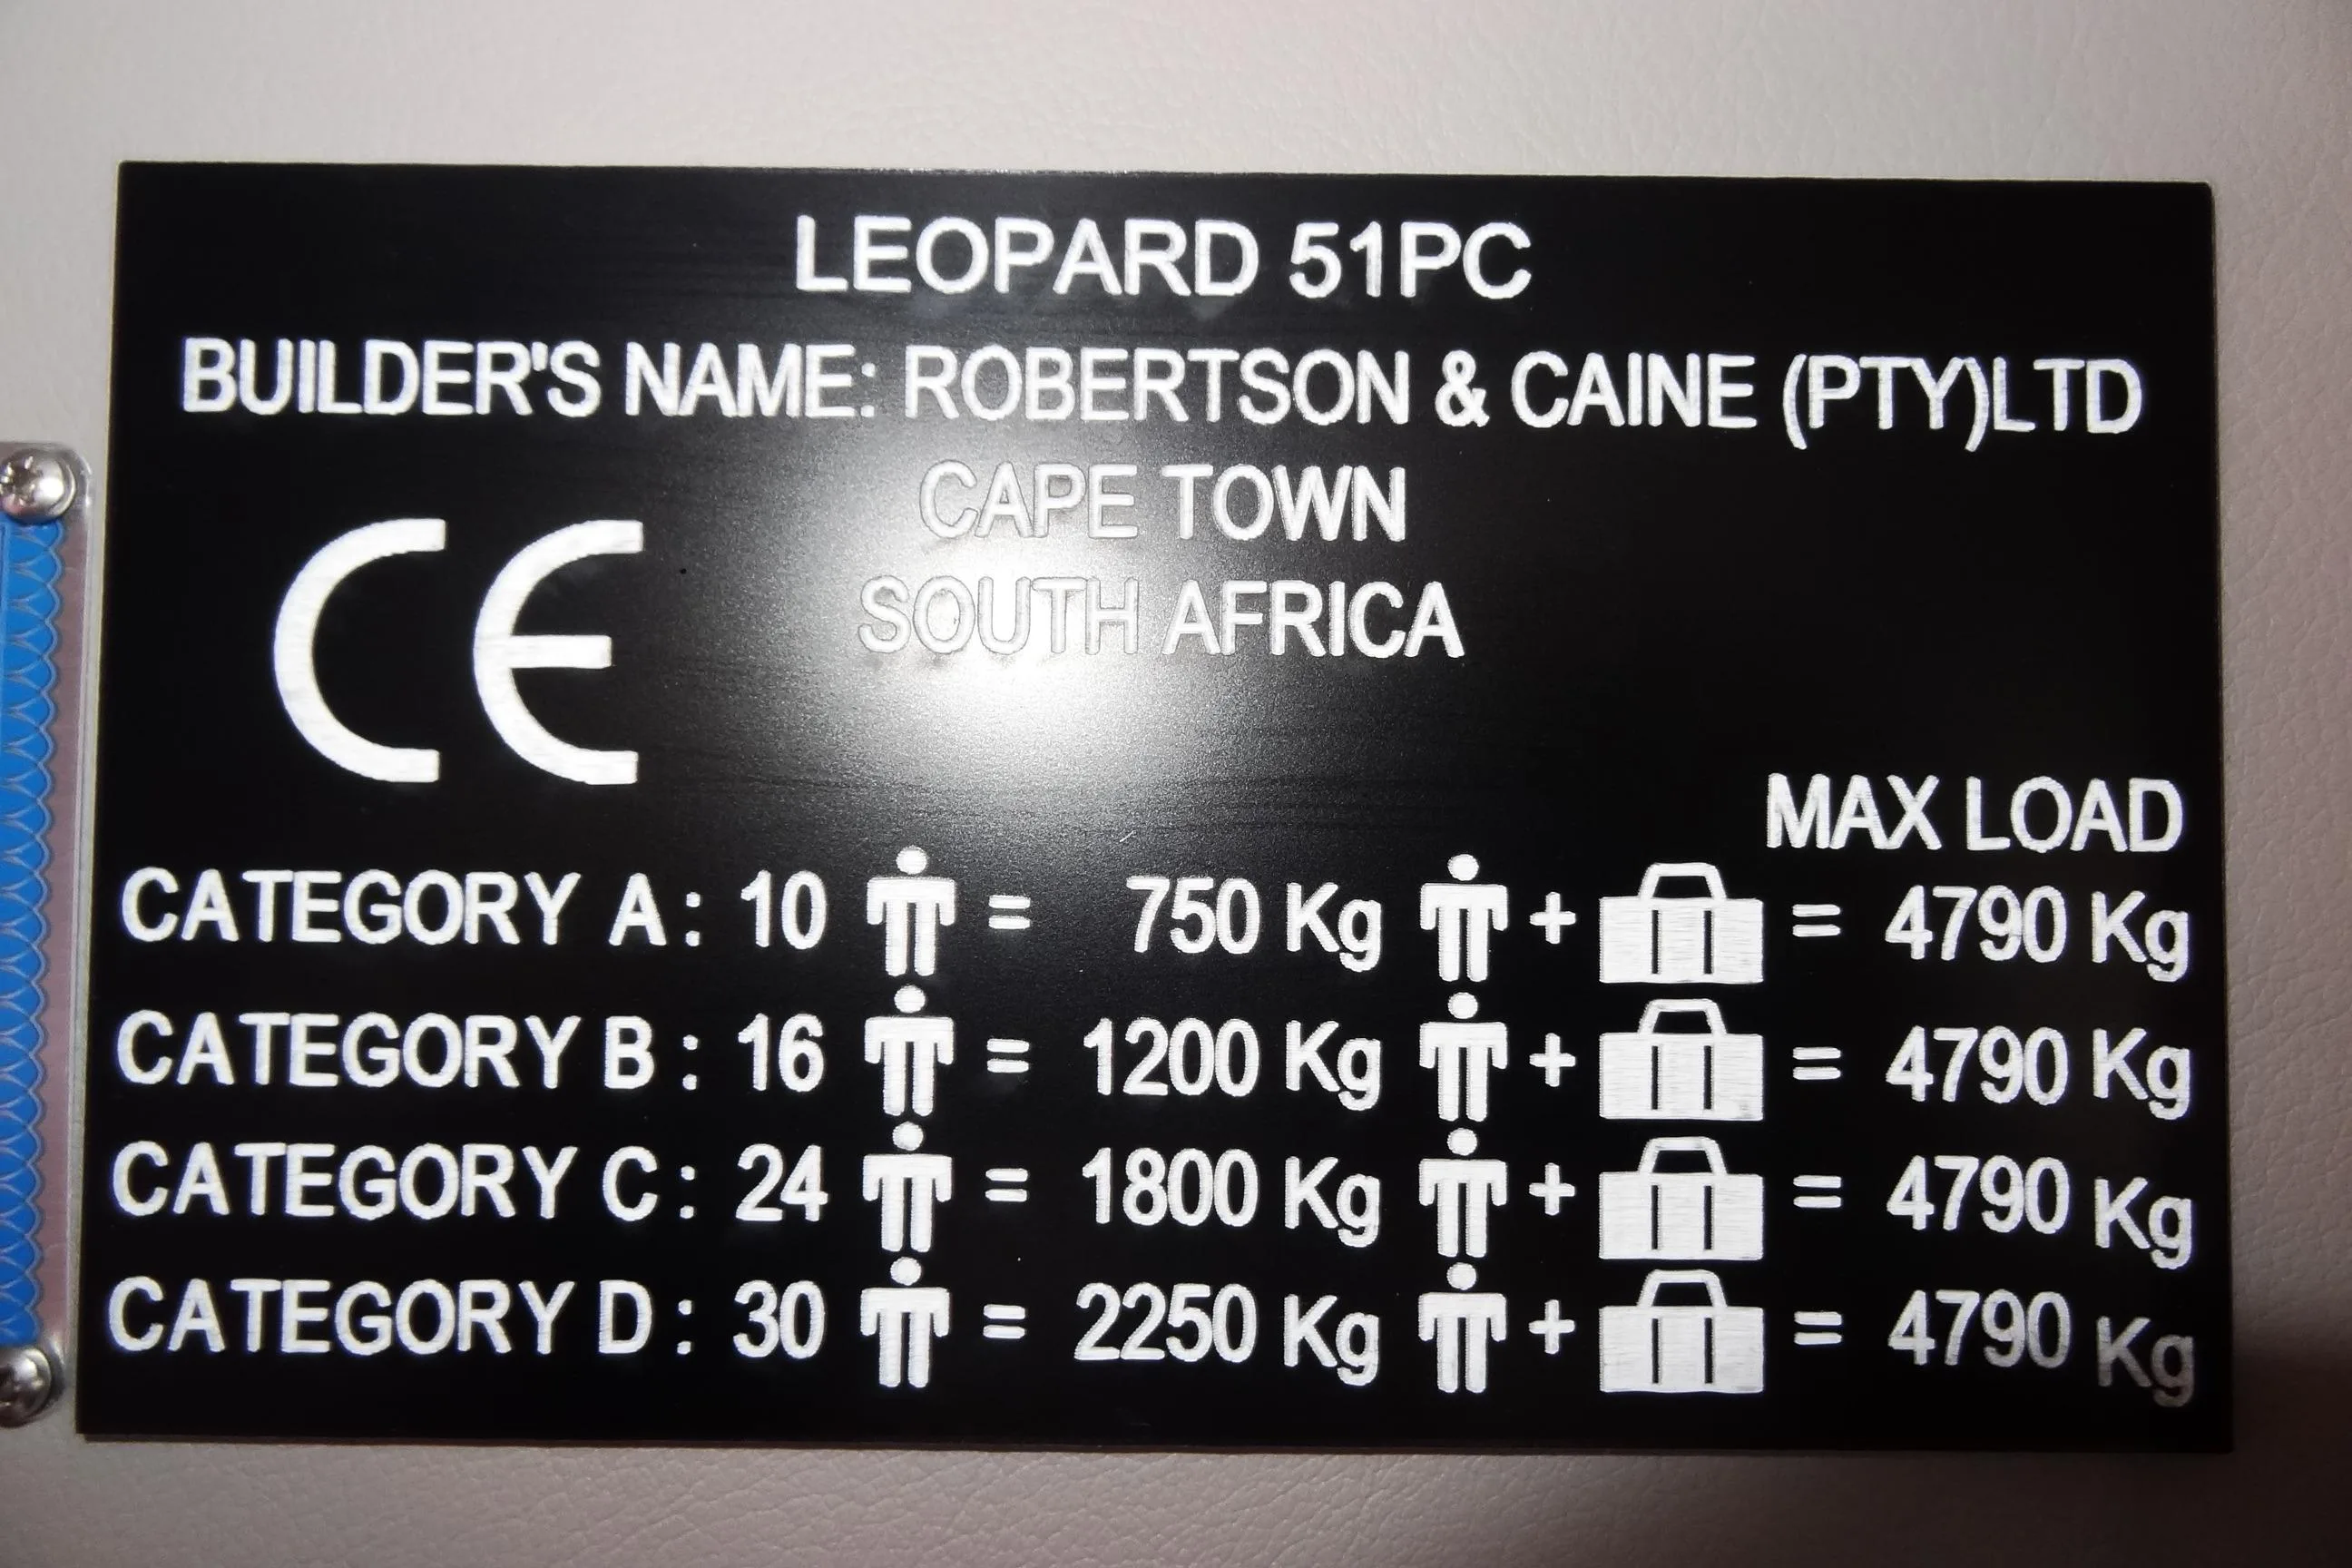 LEOPARD 51PC
BUILDER'S NAME: ROBERTSON & CAINE (PTY)LTD
CAPE TOWN
SOUTH AFRICA
CE
MAX LOAD
CATEGORY A: 10 = 750 Kg + = 4790 Kg
CATEGORY B: 16 = 1200 Kg + = 4790 Kg
CATEGORY C: 24 = 1800 Kg + = 4790 Kg
CATEGORY D: 30 = 2250 Kg + = 4790 Kg